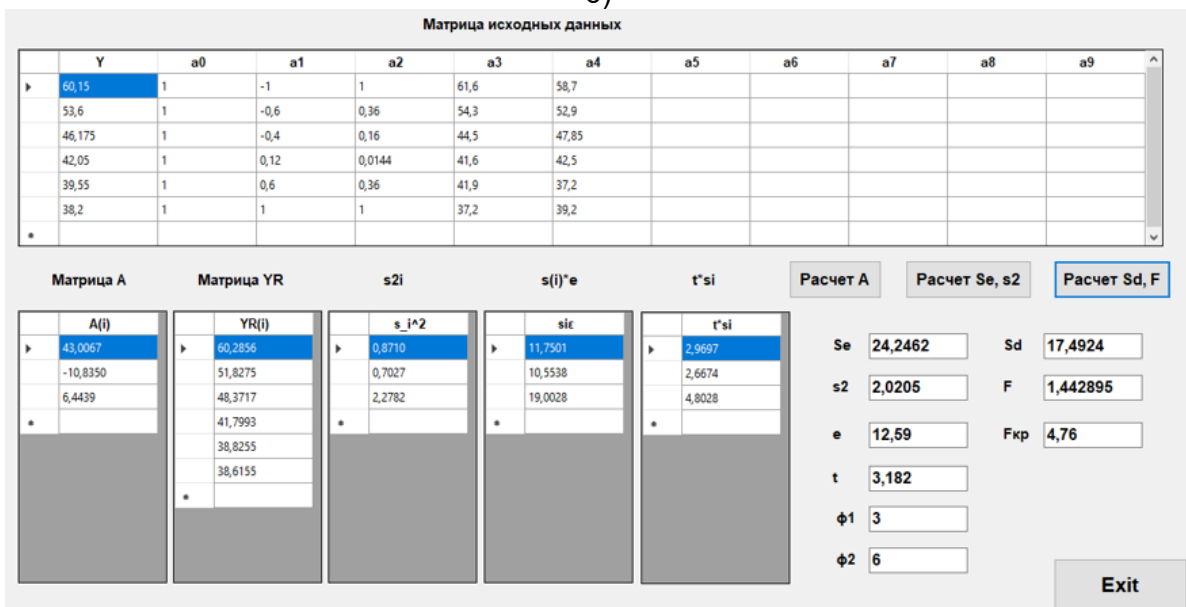 Матрица исходных данных
Y a0 a1 a2 a3 a4 a5 a6 a7 a8 a9
60,15 1 -1 1 61,6 58,7
53,6 1 -0,6 0,36 54,3 52,9
46,175 1 -0,4 0,16 44,5 47,85
42,05 1 0,12 0,0144 41,6 42,5
39,55 1 0,6 0,36 41,9 37,2
38,2 1 1 1 37,2 39,2
Матрица А Матрица YR s2i s(i)*e t*si Расчет А Расчет Se, s2 Расчет Sd, F
A(i) YR(i) s_i^2 siε t*si
43,0067 60,2856 0,8710 11,7501 2,9697
-10,8350 51,8275 0,7027 10,5538 2,6674
6,4439 48,3717 2,2782 19,0028 4,8028
41,7993
38,8255
38,6155
Se 24,2462 Sd 17,4924
s2 2,0205 F 1,442895
e 12,59 Fкр 4,76
t 3,182
ф1 3
ф2 6
Exit